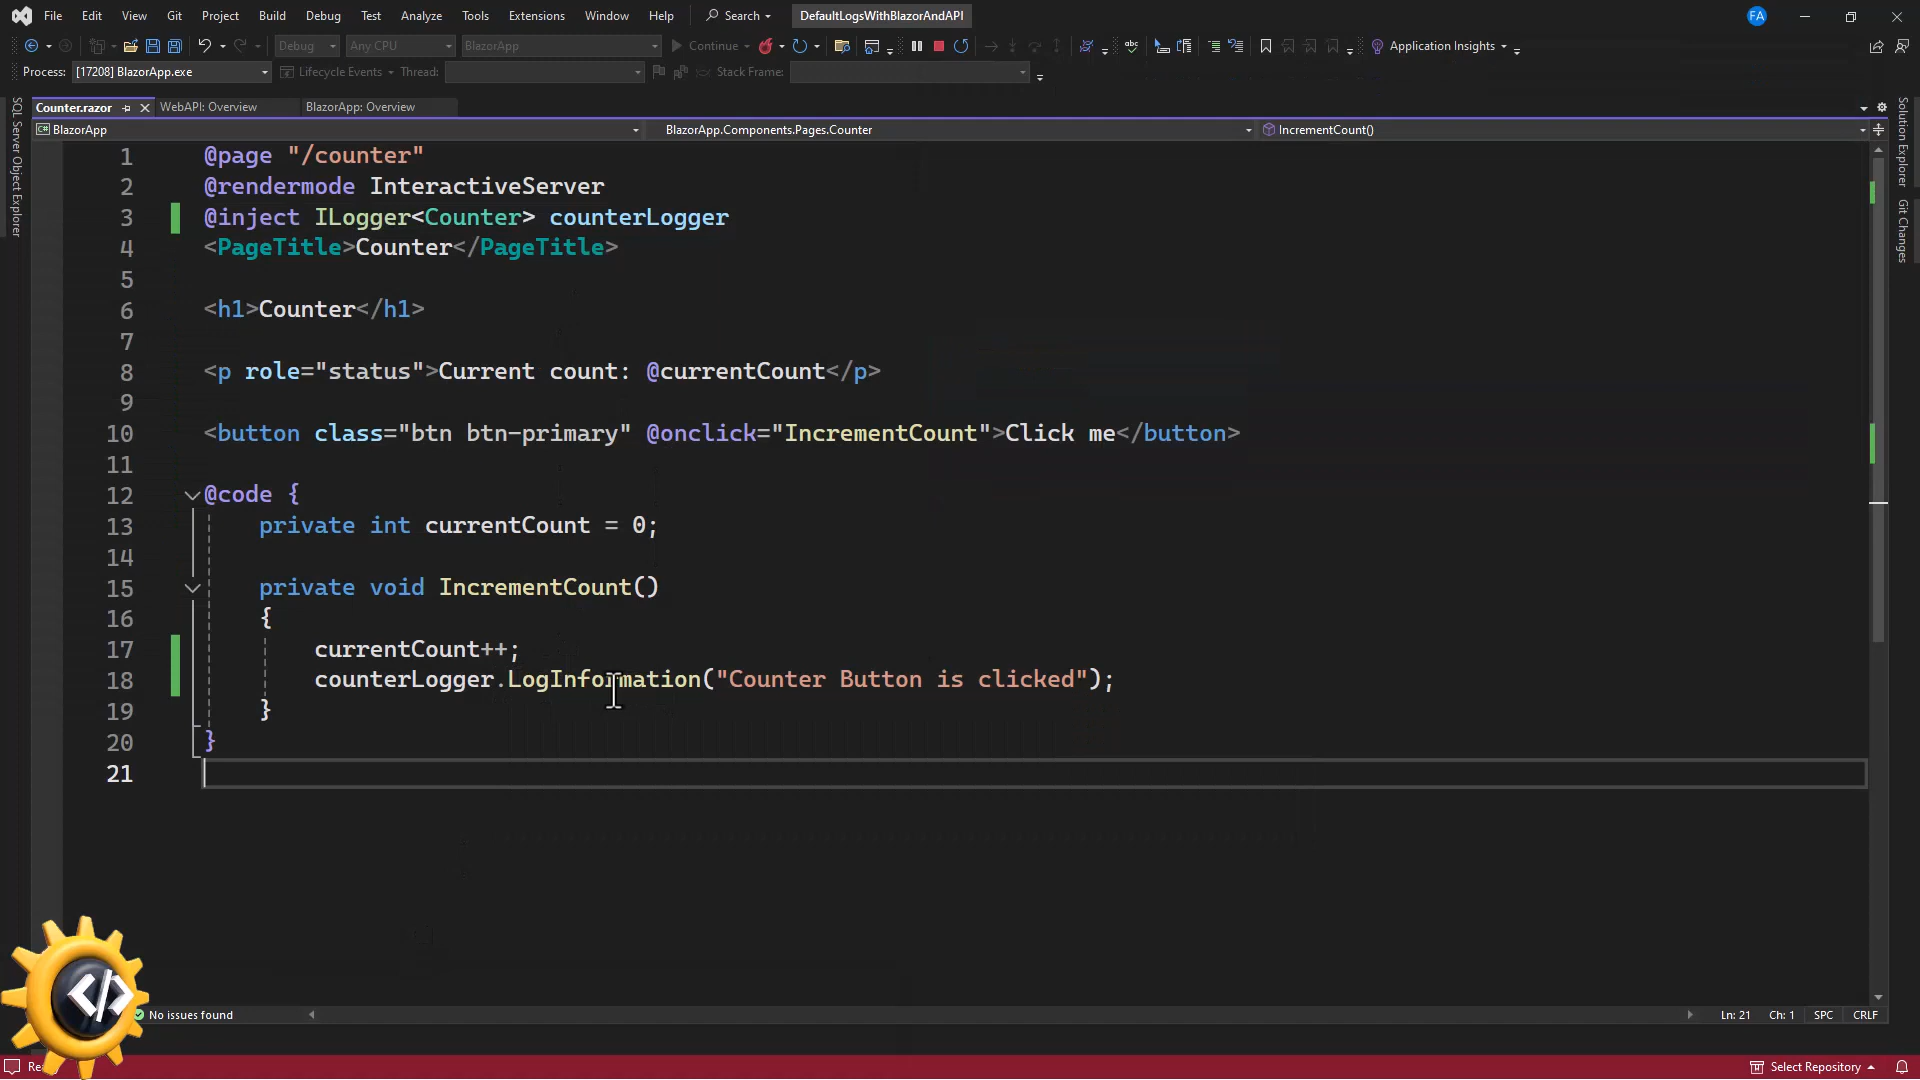 File Edit View Git Project Build Debug Test Analyze Tools Extensions Window Help Search DefaultLogsWithBlazorAndAPI FA
Debug Any CPU BlazorApp Continue abc Application Insights
Process: [17208] BlazorApp.exe Lifecycle Events Thread: Stack Frame:
Counter.razor WebAPI: Overview BlazorApp: Overview
C# BlazorApp BlazorApp.Components.Pages.Counter IncrementCount()
SQL Server Object Explorer
Solution Explorer
Git Changes
1 @page "/counter"
2 @rendermode InteractiveServer
3 @inject ILogger<Counter> counterLogger
4 <PageTitle>Counter</PageTitle>
5
6 <h1>Counter</h1>
7
8 <p role="status">Current count: @currentCount</p>
9
10 <button class="btn btn-primary" @onclick="IncrementCount">Click me</button>
11
12 @code {
13 private int currentCount = 0;
14
15 private void IncrementCount()
16 {
17 currentCount++;
18 counterLogger.LogInformation("Counter Button is clicked");
19 }
20 }
21
</>
No issues found Ln: 21 Ch: 1 SPC CRLF
Select Repository